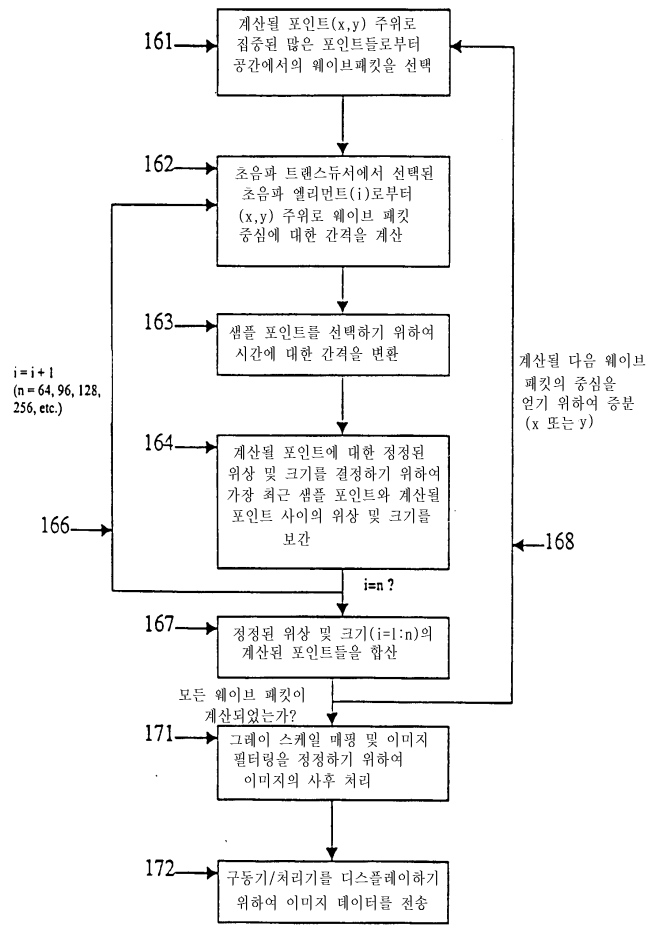 161
계산될 포인트(x,y) 주위로
집중된 많은 포인트들로부터
공간에서의 웨이브패킷을 선택
162
초음파 트랜스듀서에서 선택된
초음파 엘리먼트(i)로부터
(x,y) 주위로 웨이브 패킷
중심에 대한 간격을 계산
163
샘플 포인트를 선택하기 위하여
시간에 대한 간격을 변환
i = i + 1
(n = 64, 96, 128,
256, etc.)
계산될 다음 웨이브
패킷의 중심을
얻기 위하여 증분
(x 또는 y)
164
계산될 포인트에 대한 정정된
위상 및 크기를 결정하기 위하여
가장 최근 샘플 포인트와 계산될
포인트 사이의 위상 및 크기를
보간
166
168
i=n ?
167
정정된 위상 및 크기(i=1:n)의
계산된 포인트들을 합산
모든 웨이브 패킷이
계산되었는가?
171
그레이 스케일 매핑 및 이미지
필터링을 정정하기 위하여
이미지의 사후 처리
172
구동기/처리기를 디스플레이하기
위하여 이미지 데이터를 전송